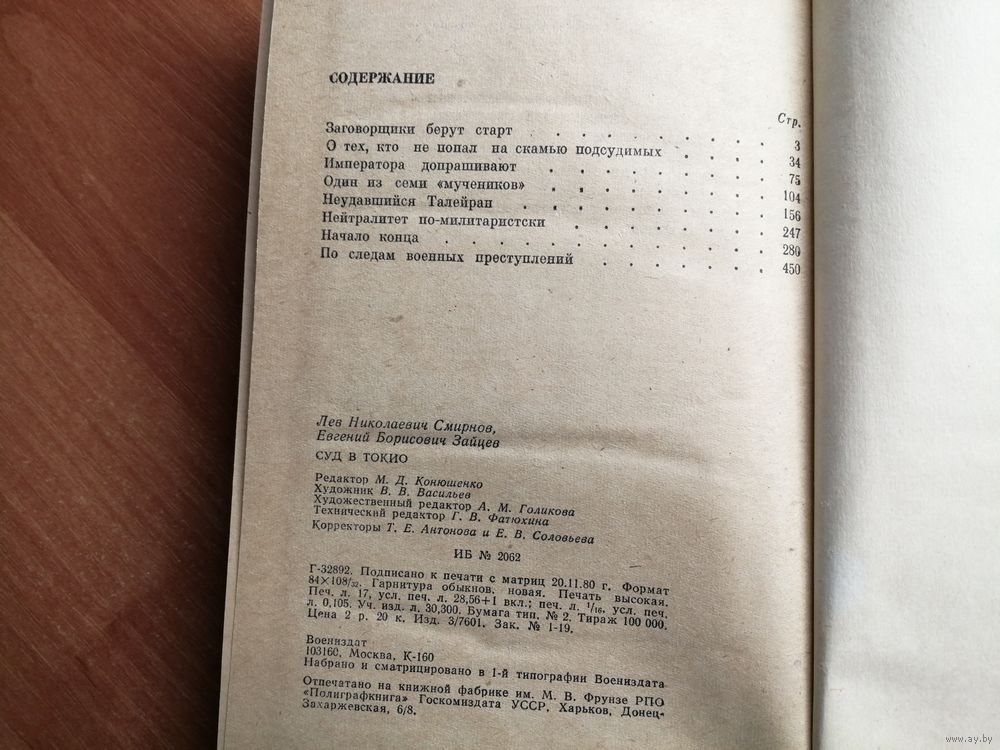 СОДЕРЖАНИЕ
Стр.
Заговорщики берут старт . . . . . . . . 3
О тех, кто не попал на скамью подсудимых . . . . 34
Императора допрашивают . . . . . . . 75
Один из семи «мучеников» . . . . . . . 104
Неудавшийся Талейран . . . . . . . . 156
Нейтралитет по-милитаристски . . . . . . 247
Начало конца . . . . . . . . . . 280
По следам военных преступлений . . . . . . 450
Лев Николаевич Смирнов,
Евгений Борисович Зайцев
СУД В ТОКИО
Редактор М. Д. Конюшенко
Художник В. В. Васильев
Художественный редактор А. М. Голикова
Технический редактор Г. В. Фатюхина
Корректоры Т. Е. Антонова и Е. В. Соловьева
ИБ № 2062
Г-32892. Подписано к печати с матриц 20.11.80 г. Формат
84×108/32. Гарнитура обыкнов. новая. Печать высокая.
Печ. л. 17, усл. печ. л. 28,56+1 вкл.; печ. л. 1/16, усл. печ.
л. 0,105. Уч. изд. л. 30,300. Бумага тип. № 2. Тираж 100 000.
Цена 2 р. 20 к. Изд. 3/7601. Зак. № 1-19.
Воениздат
103160, Москва, К-160
Набрано и сматрицировано в 1-й типографии Воениздата
Отпечатано на книжной фабрике им. М. В. Фрунзе РПО
«Полиграфкнига» Госкомиздата УССР, Харьков, Донец-
Захаржевская, 6/8.
www.ay.by